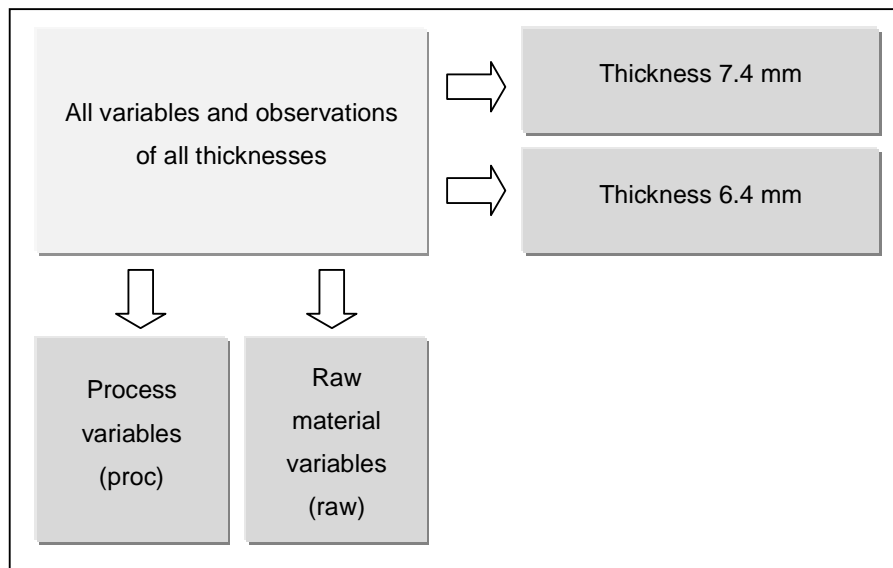 All variables and observations
of all thicknesses
Thickness 7.4 mm
Thickness 6.4 mm
Process
variables
(proc)
Raw
material
variables
(raw)